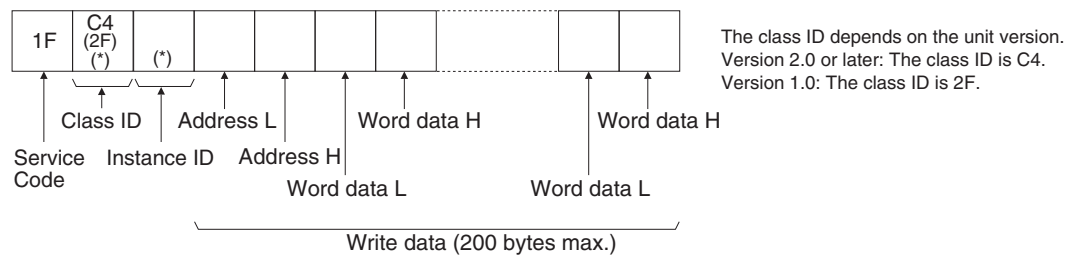 1F
C4
(2F)
(*)
(*)
The class ID depends on the unit version.
Version 2.0 or later: The class ID is C4.
Version 1.0: The class ID is 2F.
Class ID
Address L
Word data H
Word data H
Service
Code
Instance ID
Address H
Word data L
Word data L
Write data (200 bytes max.)